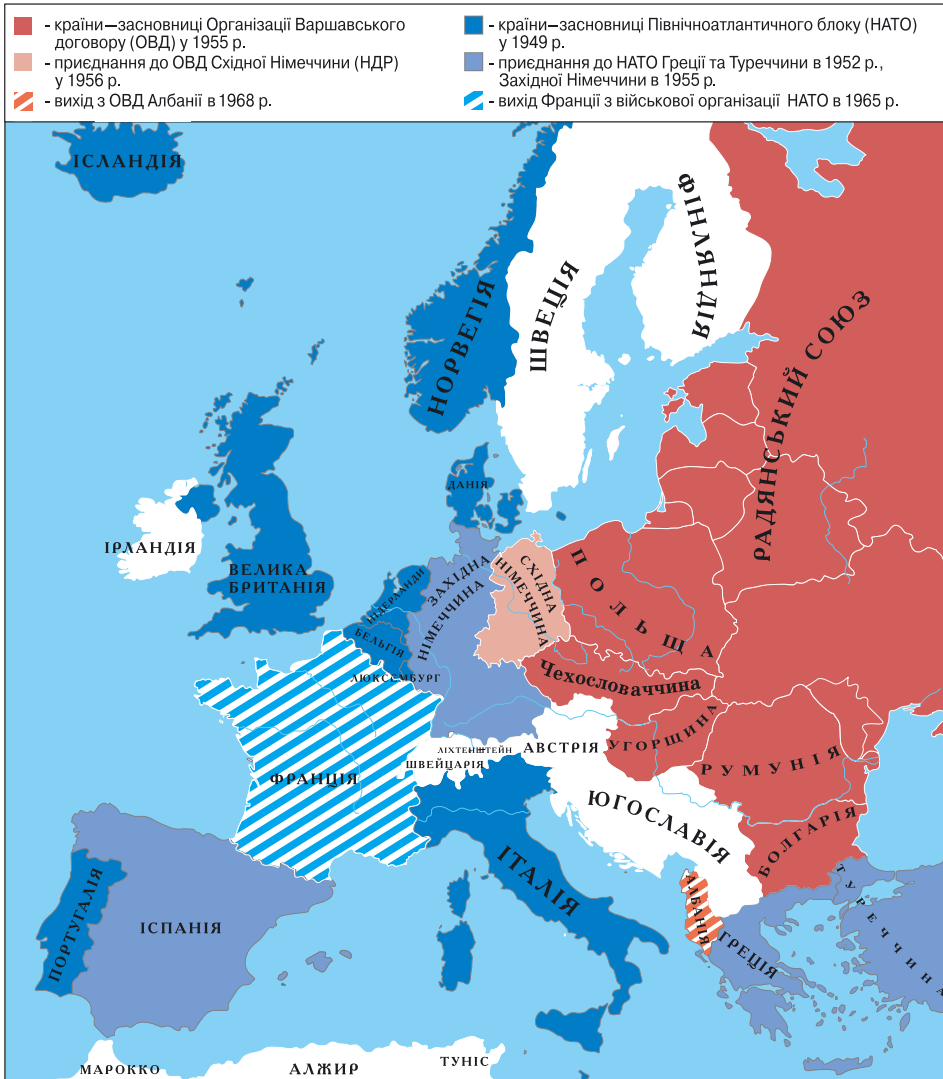 - країни—засновниці Організації Варшавського
договору (ОВД) у 1955 р.
- приєднання до ОВД Східної Німеччини (НДР)
у 1956 р.
- вихід з ОВД Албанії в 1968 р.
- країни—засновниці Північноатлантичного блоку (НАТО)
у 1949 р.
- приєднання до НАТО Греції та Туреччини в 1952 р.,
Західної Німеччини в 1955 р.
- вихід Франції з військової організації НАТО в 1965 р.
ІСЛАНДІЯ
НОРВЕГІЯ
ШВЕЦІЯ
ФІНЛЯНДІЯ
РАДЯНСЬКИЙ СОЮЗ
ДАНІЯ
ІРЛАНДІЯ
ВЕЛИКА
БРИТАНІЯ
НІДЕРЛАНДИ
БЕЛЬГІЯ
ЛЮКСЕМБУРГ
ЗАХІДНА
НІМЕЧЧИНА
СХІДНА
НІМЕЧЧИНА
ПОЛЬЩА
Чехословаччина
ФРАНЦІЯ
ЛІХТЕНШТЕЙН
ШВЕЙЦАРІЯ
АВСТРІЯ
УГОРЩИНА
РУМУНІЯ
ЮГОСЛАВІЯ
БОЛГАРІЯ
ІТАЛІЯ
АЛБАНІЯ
ГРЕЦІЯ
ТУРЕЧЧИНА
ПОРТУГАЛІЯ
ІСПАНІЯ
МАРОККО
АЛЖИР
ТУНІС